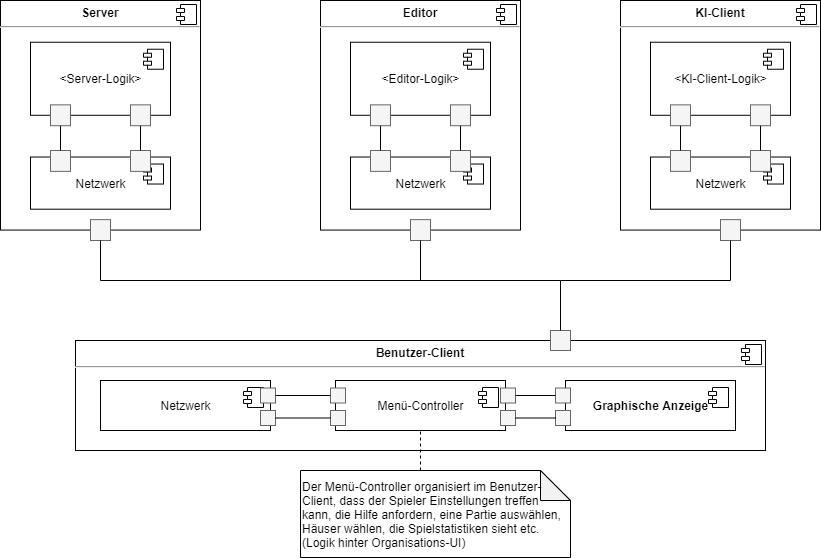 Server
Editor
KI-Client
<Server-Logik>
<Editor-Logik>
<KI-Client-Logik>
Netzwerk
Netzwerk
Netzwerk
Benutzer-Client
Netzwerk
Menü-Controller
Graphische Anzeige
Der Menü-Controller organisiert im Benutzer-
Client, dass der Spieler Einstellungen treffen
kann, die Hilfe anfordern, eine Partie auswählen,
Häuser wählen, die Spielstatistiken sieht etc.
(Logik hinter Organisations-UI)